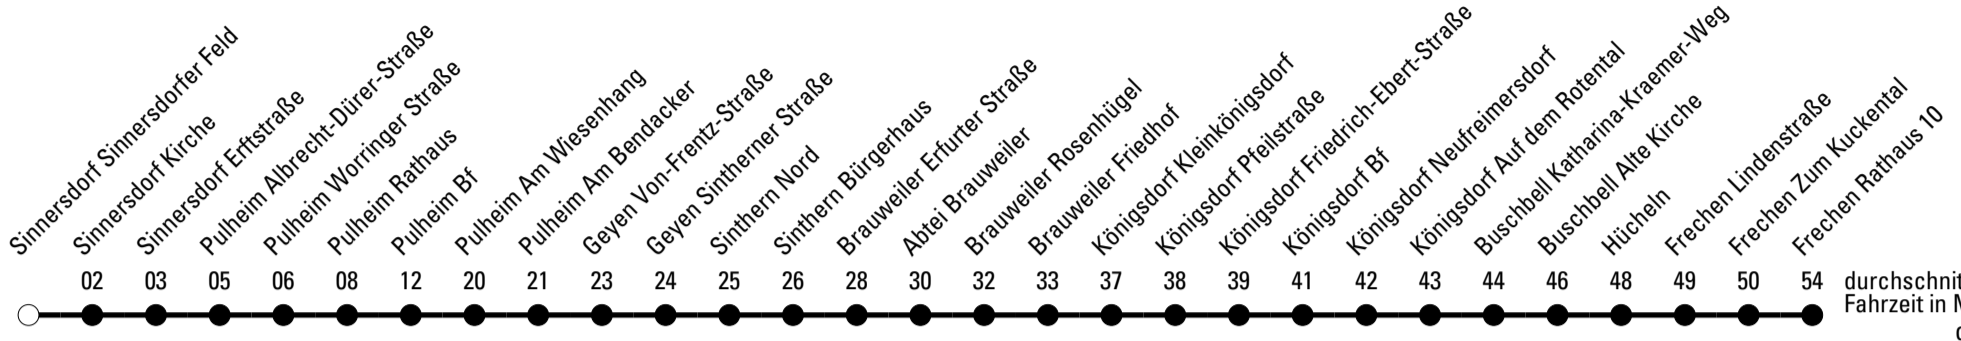 Sinnersdorf Sinnersdorfer Feld
Sinnersdorf Kirche
Sinnersdorf Erftstraße
Pulheim Albrecht-Dürer-Straße
Pulheim Worringer Straße
Pulheim Rathaus
Pulheim Bf
Pulheim Am Wiesenhang
Pulheim Am Bendacker
Geyen Von-Frentz-Straße
Geyen Sintherner Straße
Sinthern Nord
Sinthern Bürgerhaus
Brauweiler Erfurter Straße
Abtei Brauweiler
Brauweiler Rosenhügel
Brauweiler Friedhof
Königsdorf Kleinkönigsdorf
Königsdorf Pfeilstraße
Königsdorf Friedrich-Ebert-Straße
Königsdorf Bf
Königsdorf Neufreimersdorf
Königsdorf Auf dem Rotental
Buschbell Katharina-Kraemer-Weg
Buschbell Alte Kirche
Hücheln
Frechen Lindenstraße
Frechen Zum Kuckental
Frechen Rathaus 10
02 03 05 06 08 12 20 21 23 24 25 26 28 30 32 33 37 38 39 41 42 43 44 46 48 49 50 54
durchschnit
Fahrzeit in